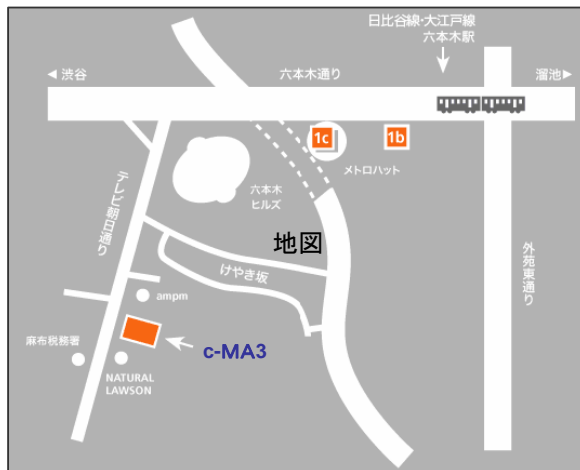 日比谷線・大江戸線
六本木駅
渋谷
六本木通り
溜池
1c
1b
メトロハット
六本木
ヒルズ
テレビ朝日通り
地図
けやき坂
外苑東通り
ampm
麻布税務署
c-MA3
NATURAL
LAWSON